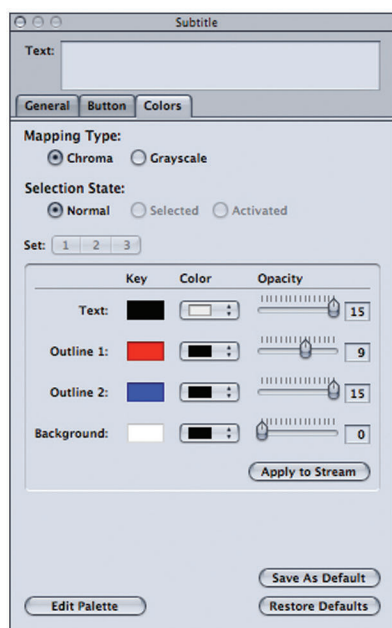 Subtitle
Text:
General Button Colors
Mapping Type:
Chroma Grayscale
Selection State:
Normal Selected Activated
Set: 1 2 3
Key Color Opacity
Text: 15
Outline 1: 9
Outline 2: 15
Background: 0
Apply to Stream
Save As Default
Edit Palette Restore Defaults